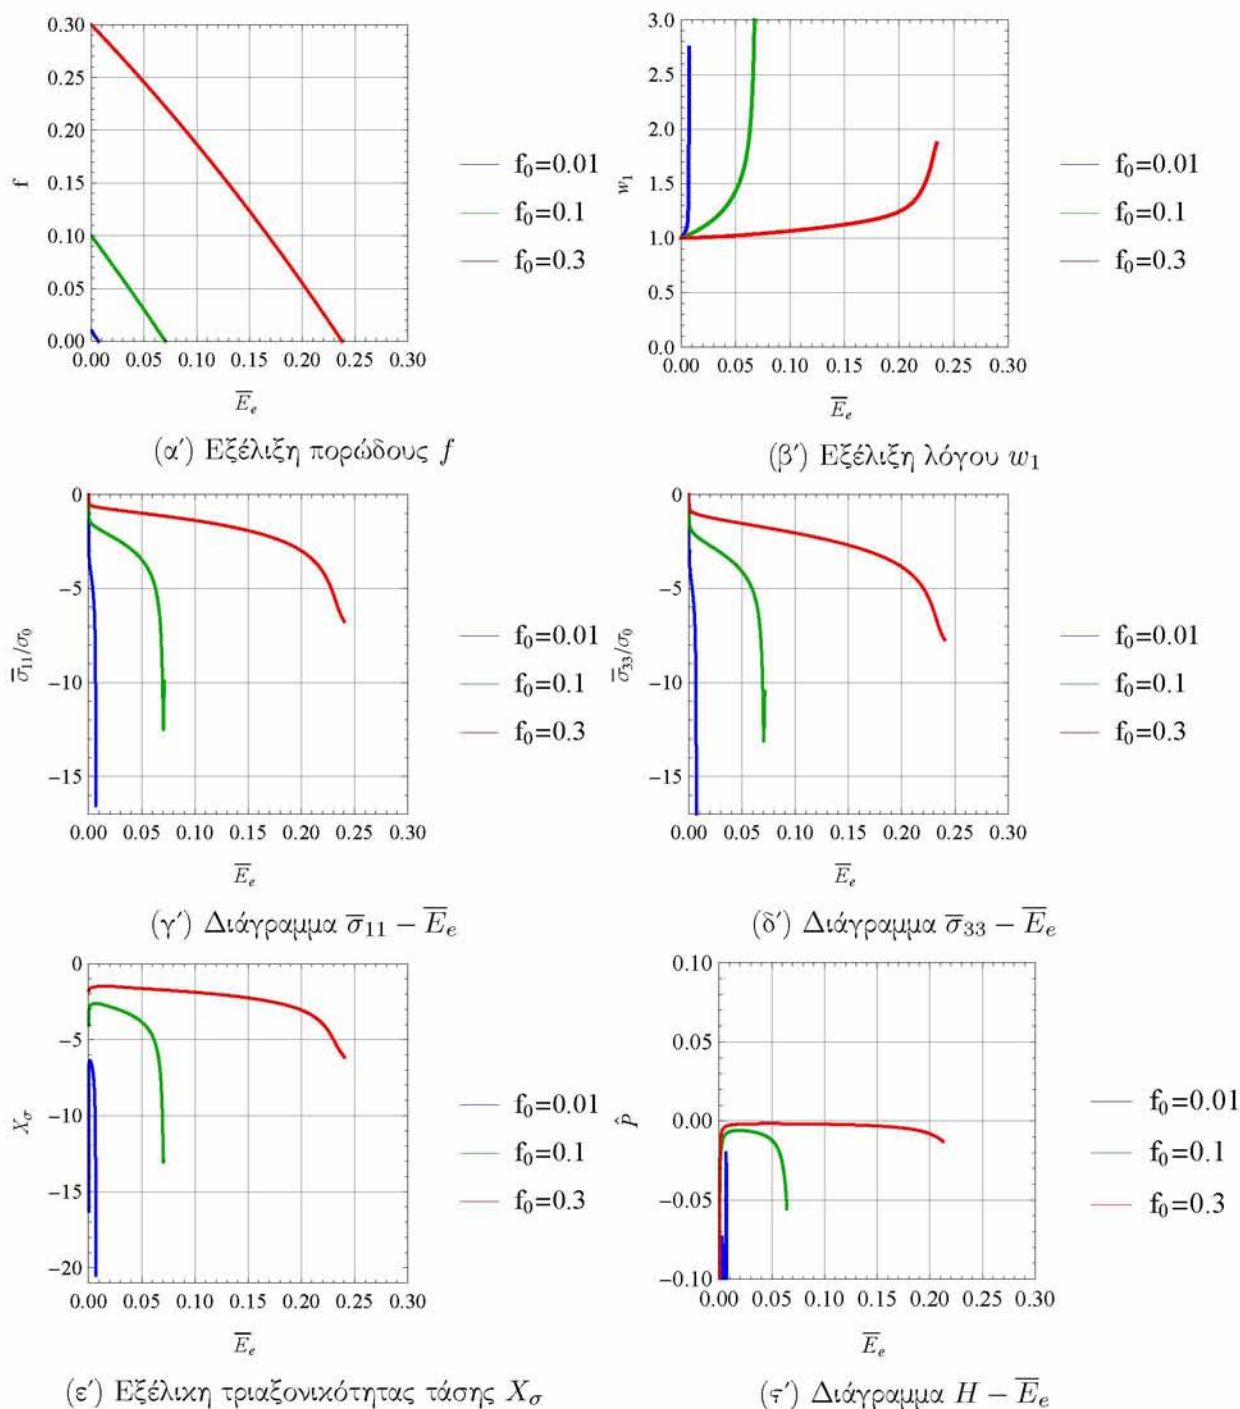 0.30
0.25
0.20
0.15
0.10
0.05
0.00
f
0.00 0.05 0.10 0.15 0.20 0.25 0.30
E̅ₑ
f₀=0.01
f₀=0.1
f₀=0.3
(α′) Εξέλιξη πορώδους f
3.0
2.5
2.0
1.5
1.0
0.5
0.0
w₁
0.00 0.05 0.10 0.15 0.20 0.25 0.30
E̅ₑ
f₀=0.01
f₀=0.1
f₀=0.3
(β′) Εξέλιξη λόγου w₁
0
−5
−10
−15
σ̅₁₁/σ₀
0.00 0.05 0.10 0.15 0.20 0.25 0.30
E̅ₑ
f₀=0.01
f₀=0.1
f₀=0.3
(γ′) Διάγραμμα σ̅₁₁ − E̅ₑ
0
−5
−10
−15
σ̅₃₃/σ₀
0.00 0.05 0.10 0.15 0.20 0.25 0.30
E̅ₑ
f₀=0.01
f₀=0.1
f₀=0.3
(δ′) Διάγραμμα σ̅₃₃ − E̅ₑ
0
−5
−10
−15
−20
X_σ
0.00 0.05 0.10 0.15 0.20 0.25 0.30
E̅ₑ
f₀=0.01
f₀=0.1
f₀=0.3
(ε′) Εξέλικη τριαξονικότητας τάσης X_σ
0.10
0.05
0.00
−0.05
−0.10
P̂
0.00 0.05 0.10 0.15 0.20 0.25 0.30
E̅ₑ
f₀=0.01
f₀=0.1
f₀=0.3
(ϛ′) Διάγραμμα H − E̅ₑ